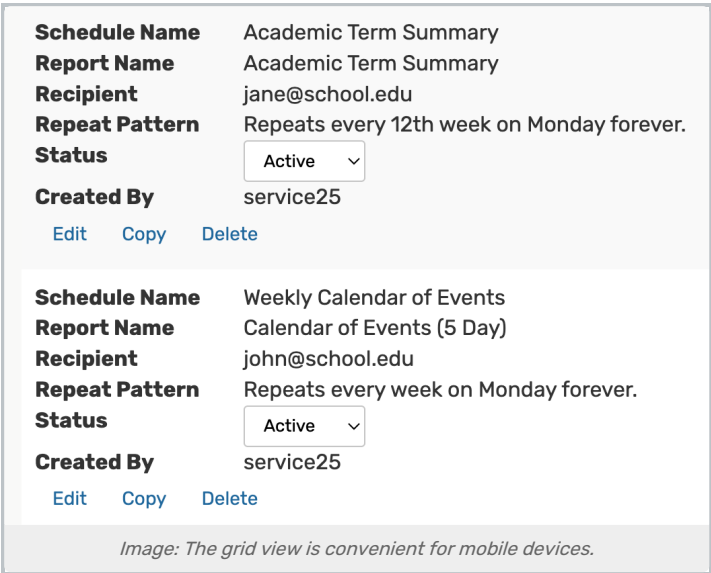 Schedule Name Academic Term Summary
Report Name Academic Term Summary
Recipient jane@school.edu
Repeat Pattern Repeats every 12th week on Monday forever.
Status Active
Created By service25
Edit Copy Delete
Schedule Name Weekly Calendar of Events
Report Name Calendar of Events (5 Day)
Recipient john@school.edu
Repeat Pattern Repeats every week on Monday forever.
Status Active
Created By service25
Edit Copy Delete
Image: The grid view is convenient for mobile devices.